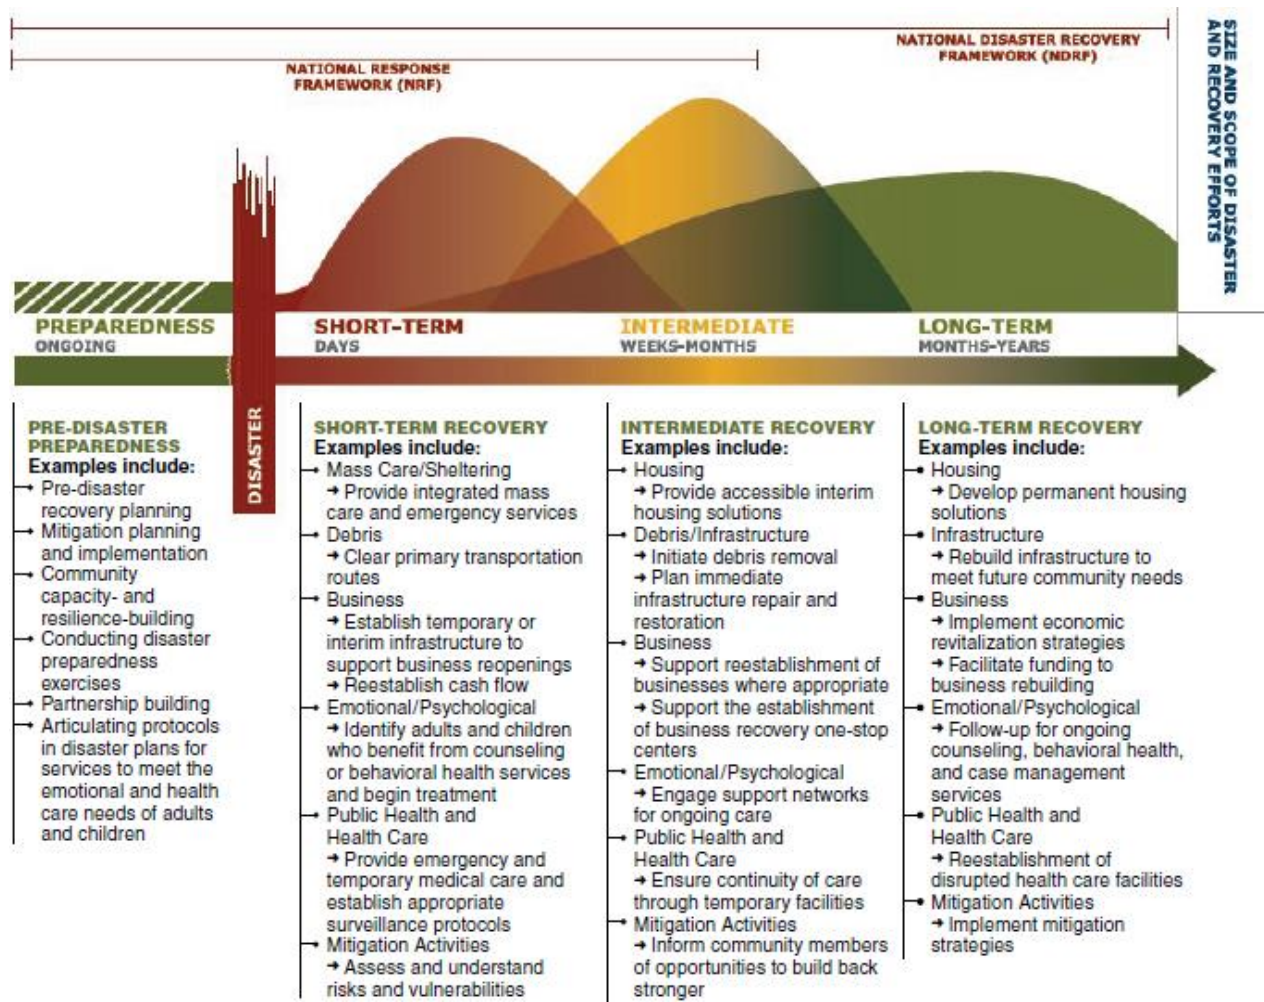 NATIONAL DISASTER RECOVERY
FRAMEWORK (NDRF)
NATIONAL RESPONSE
FRAMEWORK (NRF)
SIZE AND SCOPE OF DISASTER
AND RECOVERY EFFORTS
PREPAREDNESS
ONGOING
SHORT-TERM
DAYS
INTERMEDIATE
WEEKS-MONTHS
LONG-TERM
MONTHS-YEARS
DISASTER
PRE-DISASTER
PREPAREDNESS
Examples include:
Pre-disaster
recovery planning
Mitigation planning
and implementation
Community
capacity- and
resilience-building
Conducting disaster
preparedness
exercises
Partnership building
Articulating protocols
in disaster plans for
services to meet the
emotional and health
care needs of adults
and children
SHORT-TERM RECOVERY
Examples include:
Mass Care/Sheltering
➜ Provide integrated mass
care and emergency services
Debris
➜ Clear primary transportation
routes
Business
➜ Establish temporary or
interim infrastructure to
support business reopenings
➜ Reestablish cash flow
Emotional/Psychological
➜ Identify adults and children
who benefit from counseling
or behavioral health services
and begin treatment
Public Health and
Health Care
➜ Provide emergency and
temporary medical care and
establish appropriate
surveillance protocols
Mitigation Activities
➜ Assess and understand
risks and vulnerabilities
INTERMEDIATE RECOVERY
Examples include:
Housing
➜ Provide accessible interim
housing solutions
Debris/Infrastructure
➜ Initiate debris removal
➜ Plan immediate
infrastructure repair and
restoration
Business
➜ Support reestablishment of
businesses where appropriate
➜ Support the establishment
of business recovery one-stop
centers
Emotional/Psychological
➜ Engage support networks
for ongoing care
Public Health and
Health Care
➜ Ensure continuity of care
through temporary facilities
Mitigation Activities
➜ Inform community members
of opportunities to build back
stronger
LONG-TERM RECOVERY
Examples include:
Housing
➜ Develop permanent housing
solutions
Infrastructure
➜ Rebuild infrastructure to
meet future community needs
Business
➜ Implement economic
revitalization strategies
➜ Facilitate funding to
business rebuilding
Emotional/Psychological
➜ Follow-up for ongoing
counseling, behavioral health,
and case management
services
Public Health and
Health Care
➜ Reestablishment of
disrupted health care facilities
Mitigation Activities
➜ Implement mitigation
strategies